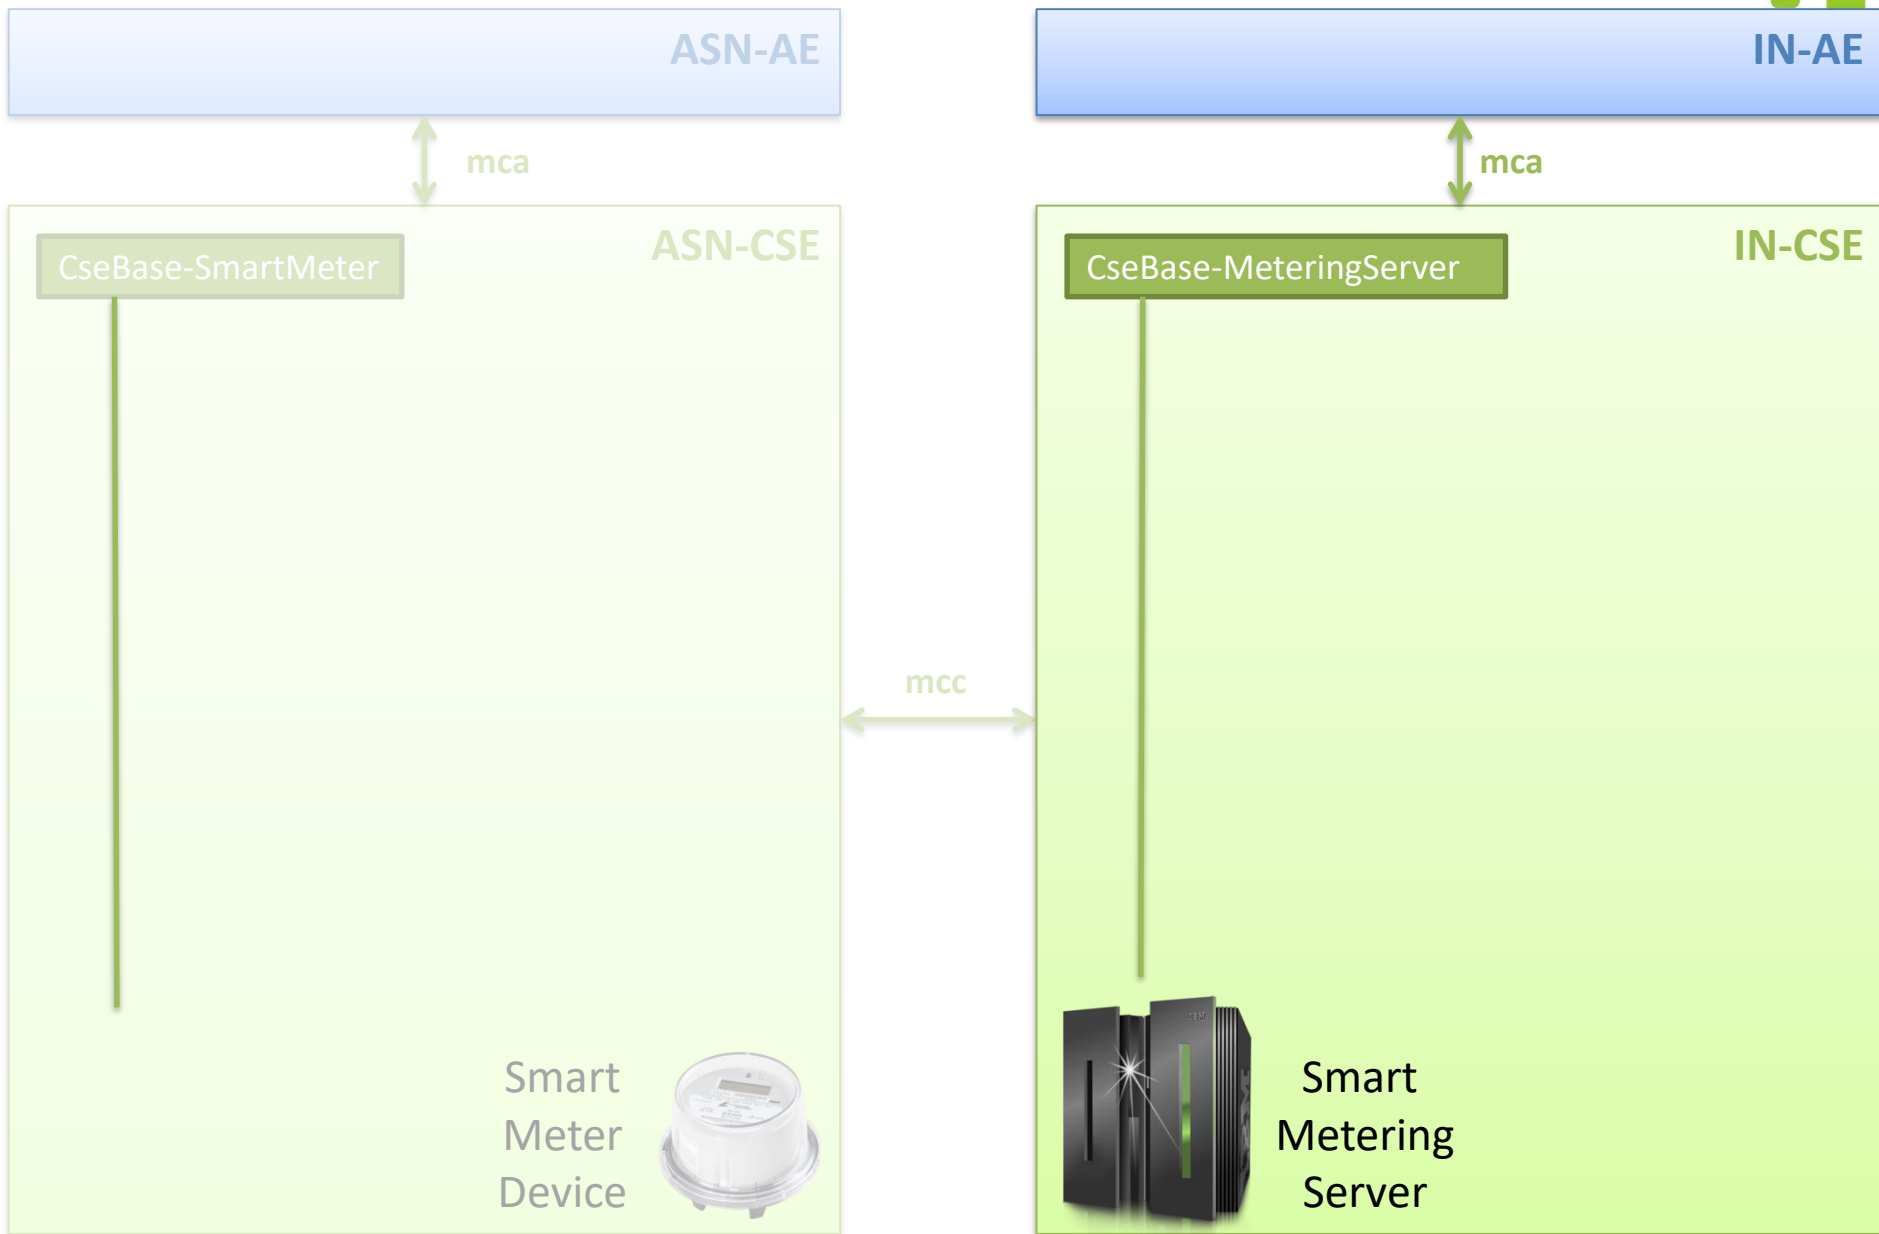 ASN-AE
IN-AE
mca
mca
ASN-CSE
IN-CSE
CseBase-SmartMeter
CseBase-MeteringServer
mcc
Smart
Meter
Device
Smart
Metering
Server
IBM